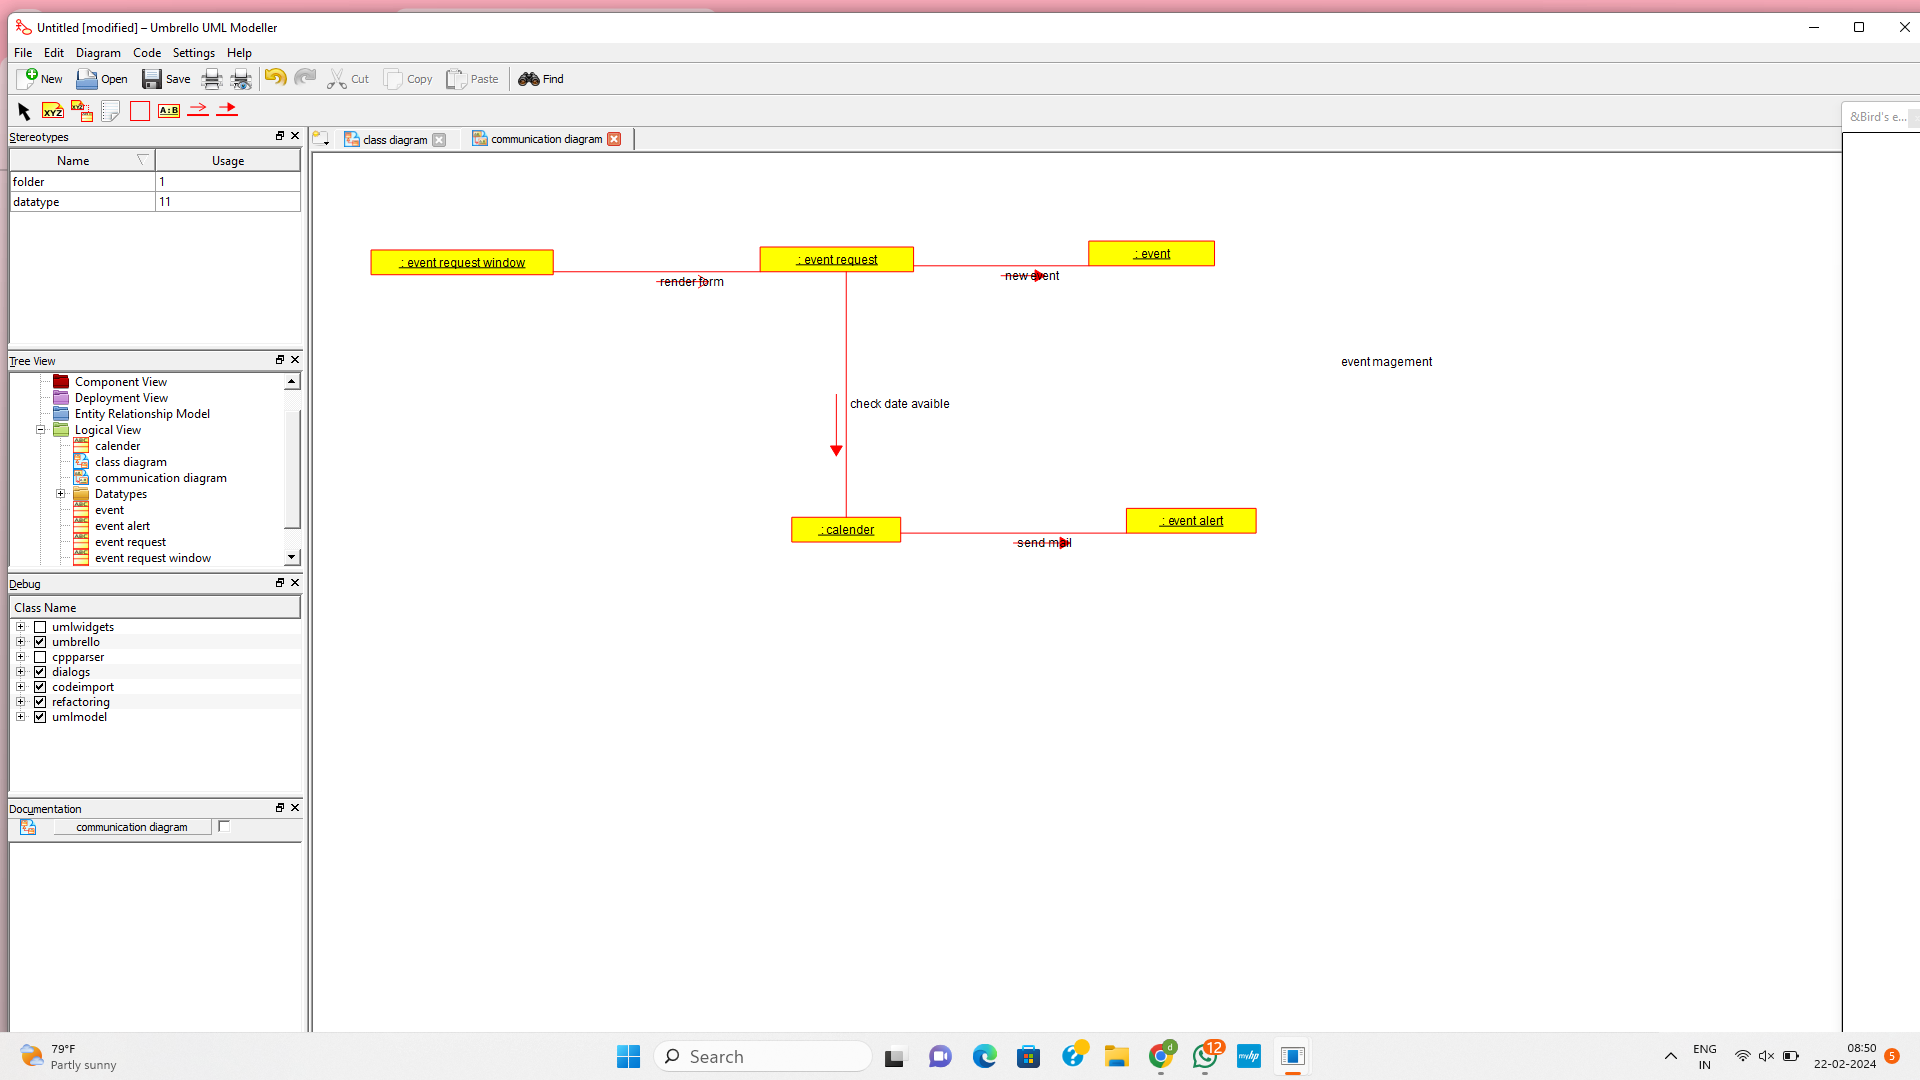 Untitled [modified] – Umbrello UML Modeller
File Edit Diagram Code Settings Help
New Open Save Cut Copy Paste Find
XYZ XYZ A:B
Stereotypes
Name Usage
folder 1
datatype 11
Tree View
Component View
Deployment View
Entity Relationship Model
Logical View
calender
class diagram
communication diagram
Datatypes
event
event alert
event request
event request window
Debug
Class Name
umlwidgets
umbrello
cppparser
dialogs
codeimport
refactoring
umlmodel
Documentation
communication diagram
class diagram communication diagram
&Bird's e...
: event request window
: event request
: event
render form
new event
event magement
check date avaible
: calender
: event alert
send mail
79°F
Partly sunny
Search
d
12
myhp
ENG
IN
08:50
22-02-2024
5